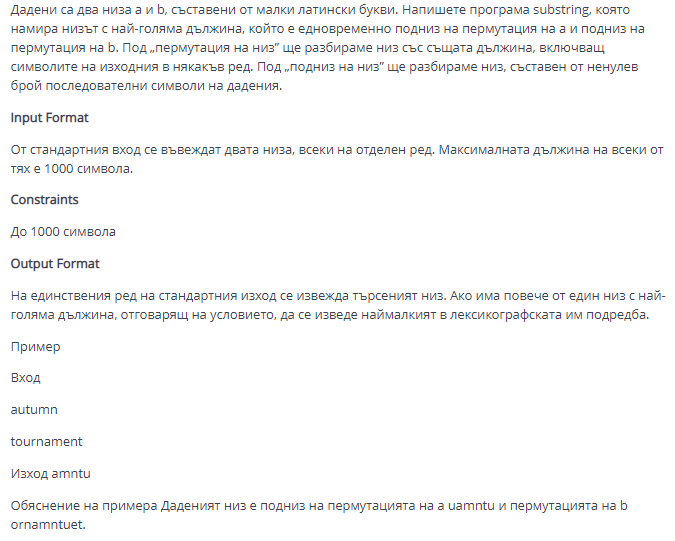 Дадени са два низа a и b, съставени от малки латински букви. Напишете програма substring, която
намира низът с най-голяма дължина, който е едновременно подниз на пермутация на a и подниз на
пермутация на b. Под „пермутация на низ” ще разбираме низ със същата дължина, включващ
символите на изходния в някакъв ред. Под „подниз на низ” ще разбираме низ, съставен от ненулев
брой последователни символи на дадения.
Input Format
От стандартния вход се въвеждат двата низа, всеки на отделен ред. Максималната дължина на всеки от
тях е 1000 символа.
Constraints
До 1000 символа
Output Format
На единствения ред на стандартния изход се извежда търсеният низ. Ако има повече от един низ с най-
голяма дължина, отговарящ на условието, да се изведе наймалкият в лексикографската им подредба.
Пример
Вход
autumn
tournament
Изход amntu
Обяснение на примера Даденият низ е подниз на пермутацията на a uamntu и пермутацията на b
ornamntuet.